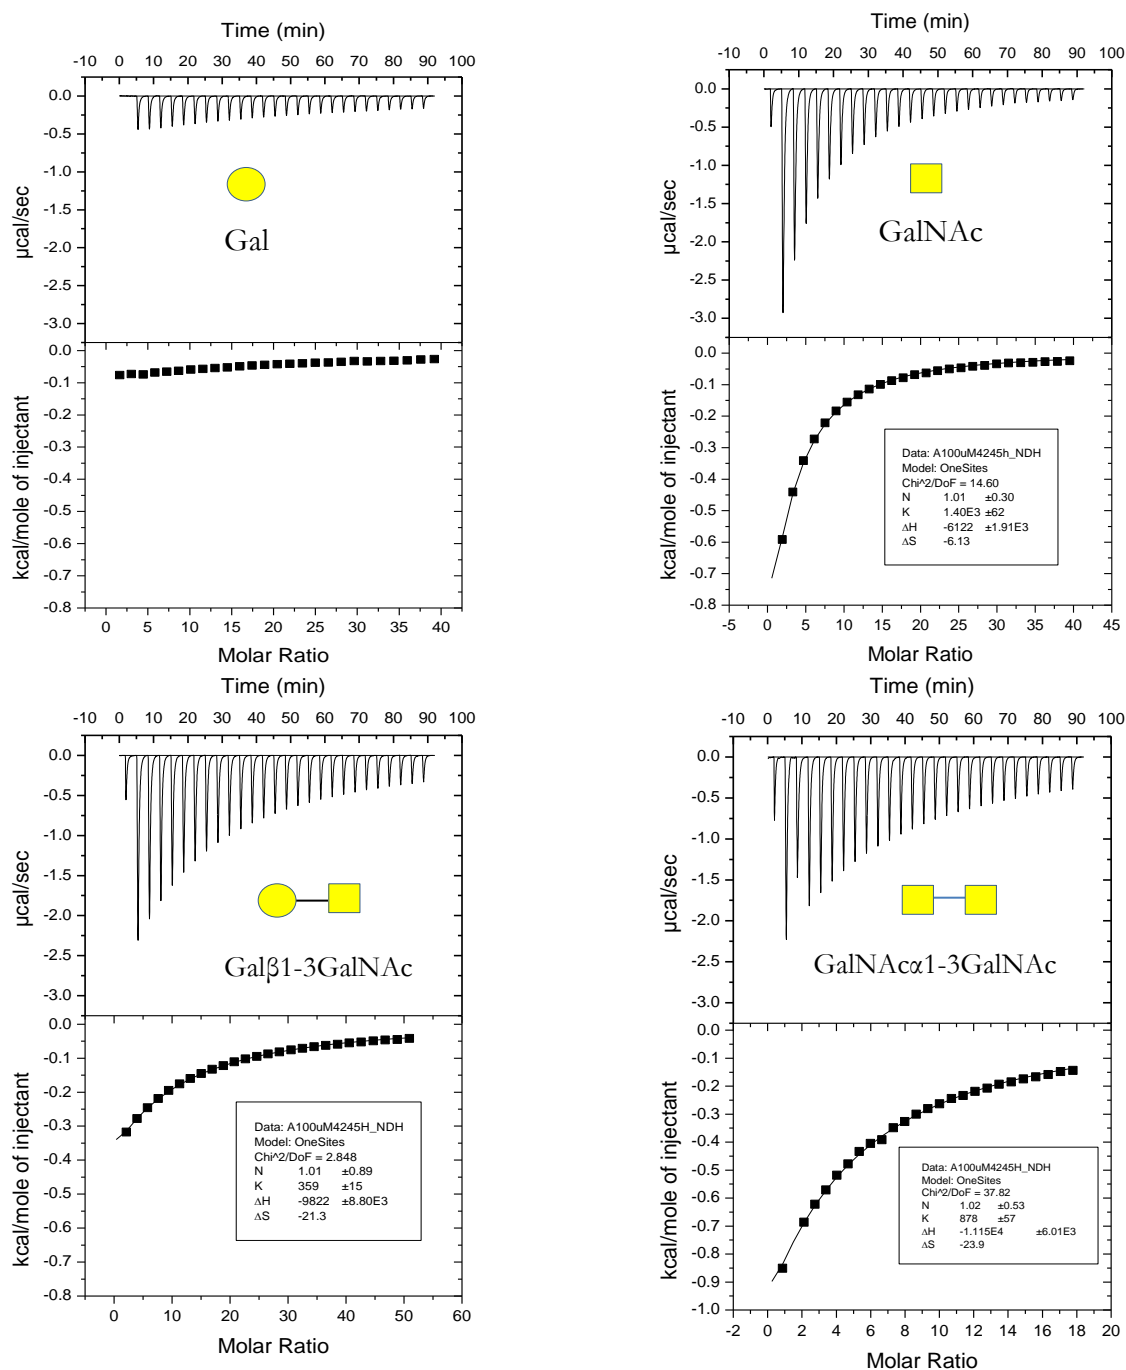 Time (min)
-10 0 10 20 30 40 50 60 70 80 90 100
0.0
-0.5
-1.0
-1.5
-2.0
-2.5
-3.0
µcal/sec
Gal
0.0
-0.1
-0.2
-0.3
-0.4
-0.5
-0.6
-0.7
-0.8
kcal/mole of injectant
0 5 10 15 20 25 30 35 40
Molar Ratio
Time (min)
-10 0 10 20 30 40 50 60 70 80 90 100
0.0
-0.5
-1.0
-1.5
-2.0
-2.5
-3.0
µcal/sec
GalNAc
0.0
-0.1
-0.2
-0.3
-0.4
-0.5
-0.6
-0.7
-0.8
kcal/mole of injectant
Data: A100uM4245h_NDH
Model: OneSites
Chi^2/DoF = 14.60
N 1.01 ±0.30
K 1.40E3 ±62
ΔH -6122 ±1.91E3
ΔS -6.13
-5 0 5 10 15 20 25 30 35 40 45
Molar Ratio
Time (min)
-10 0 10 20 30 40 50 60 70 80 90 100
0.0
-0.5
-1.0
-1.5
-2.0
-2.5
-3.0
µcal/sec
Galβ1-3GalNAc
0.0
-0.1
-0.2
-0.3
-0.4
-0.5
-0.6
-0.7
-0.8
kcal/mole of injectant
Data: A100uM4245H_NDH
Model: OneSites
Chi^2/DoF = 2.848
N 1.01 ±0.89
K 359 ±15
ΔH -9822 ±8.80E3
ΔS -21.3
0 10 20 30 40 50 60
Molar Ratio
Time (min)
-10 0 10 20 30 40 50 60 70 80 90 100
0.0
-0.5
-1.0
-1.5
-2.0
-2.5
-3.0
µcal/sec
GalNAcα1-3GalNAc
0.0
-0.1
-0.2
-0.3
-0.4
-0.5
-0.6
-0.7
-0.8
-0.9
-1.0
kcal/mole of injectant
Data: A100uM4245H_NDH
Model: OneSites
Chi^2/DoF = 37.82
N 1.02 ±0.53
K 878 ±57
ΔH -1.115E4 ±6.01E3
ΔS -23.9
-2 0 2 4 6 8 10 12 14 16 18 20
Molar Ratio